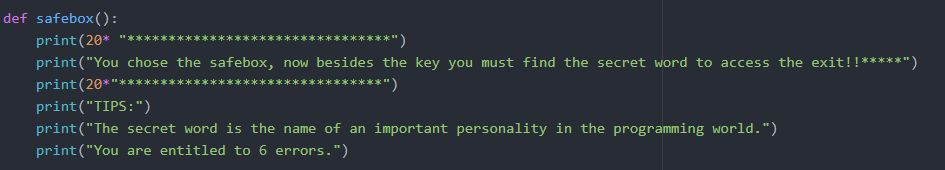 def safebox():
    print(20* "********************************")
    print("You chose the safebox, now besides the key you must find the secret word to access the exit!!*****")
    print(20*"********************************")
    print("TIPS:")
    print("The secret word is the name of an important personality in the programming world.")
    print("You are entitled to 6 errors.")